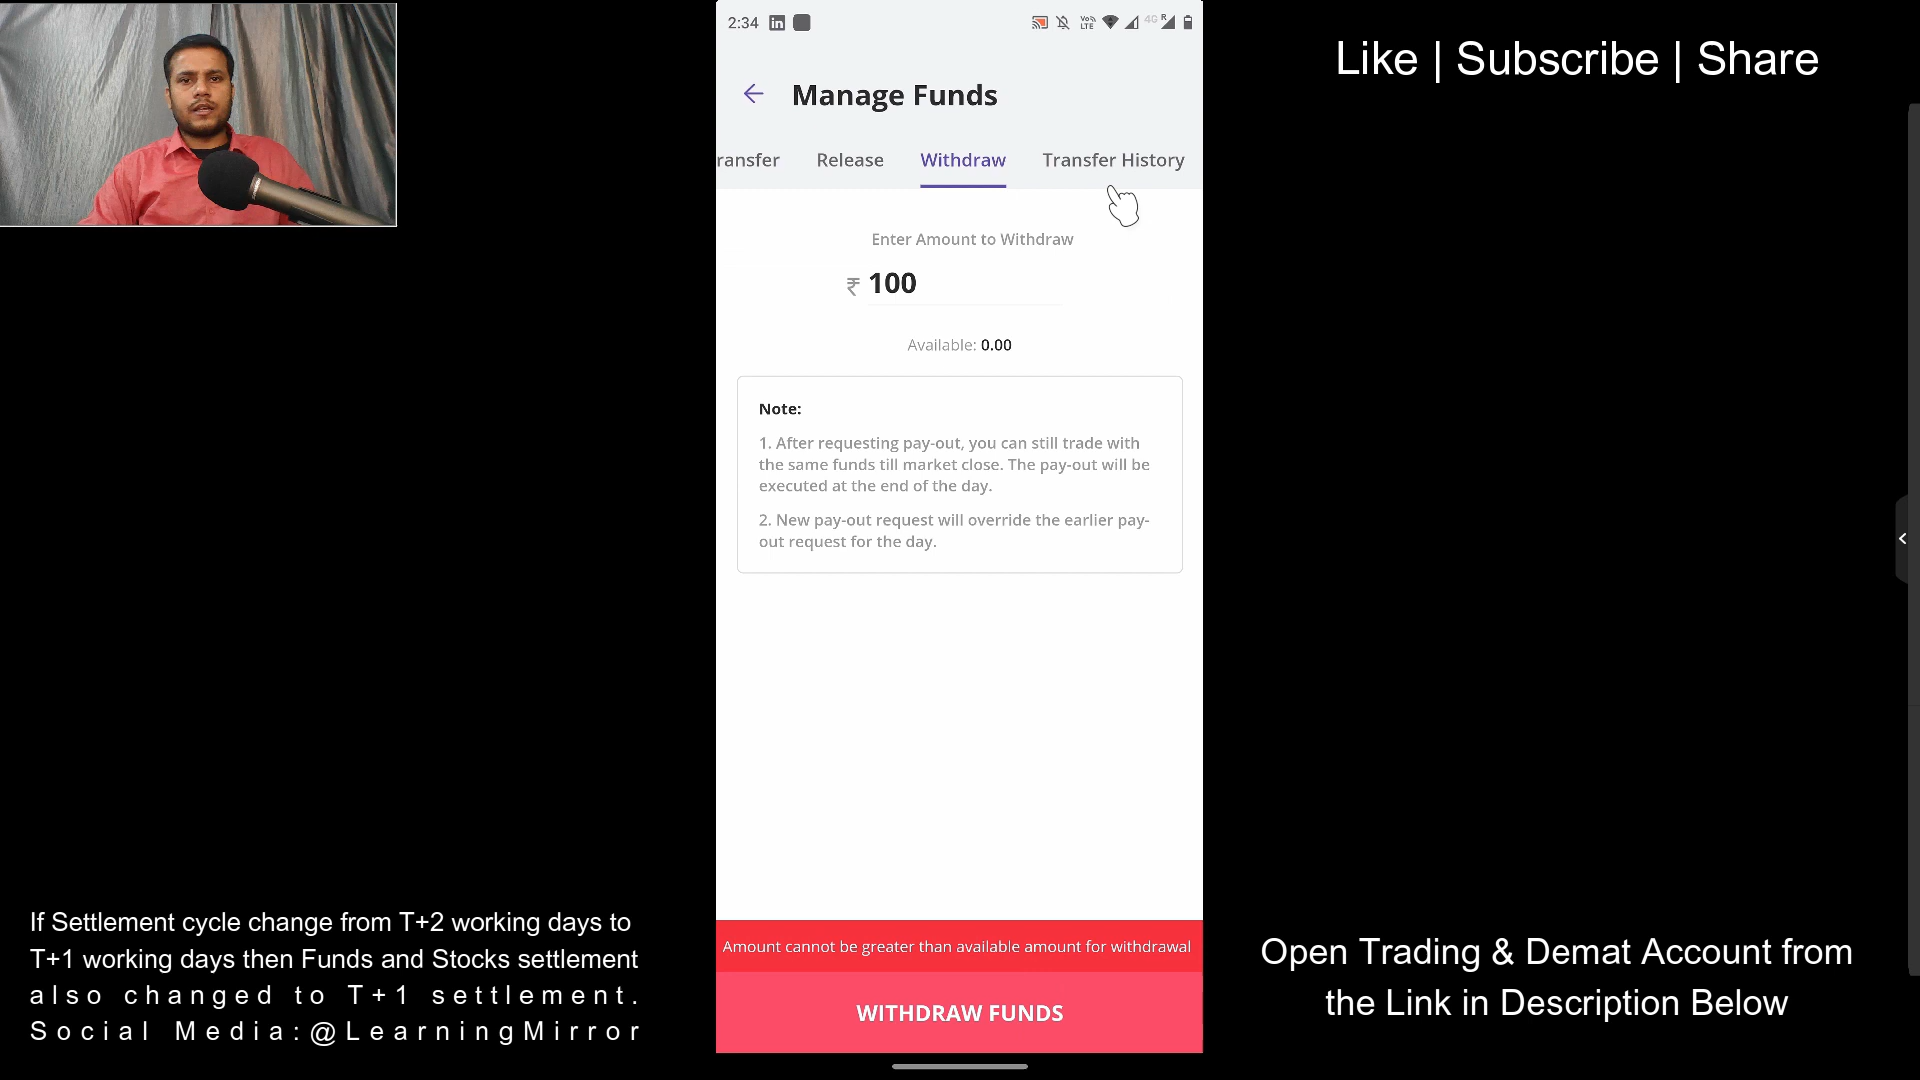 2:34
Like | Subscribe | Share
Manage Funds
ransfer Release Withdraw Transfer History
Enter Amount to Withdraw
₹ 100
Available: 0.00
Note:
1. After requesting pay-out, you can still trade with
the same funds till market close. The pay-out will be
executed at the end of the day.
2. New pay-out request will override the earlier pay-
out request for the day.
Amount cannot be greater than available amount for withdrawal
WITHDRAW FUNDS
If Settlement cycle change from T+2 working days to
T+1 working days then Funds and Stocks settlement
also changed to T+1 settlement.
Social Media:@LearningMirror
Open Trading & Demat Account from
the Link in Description Below